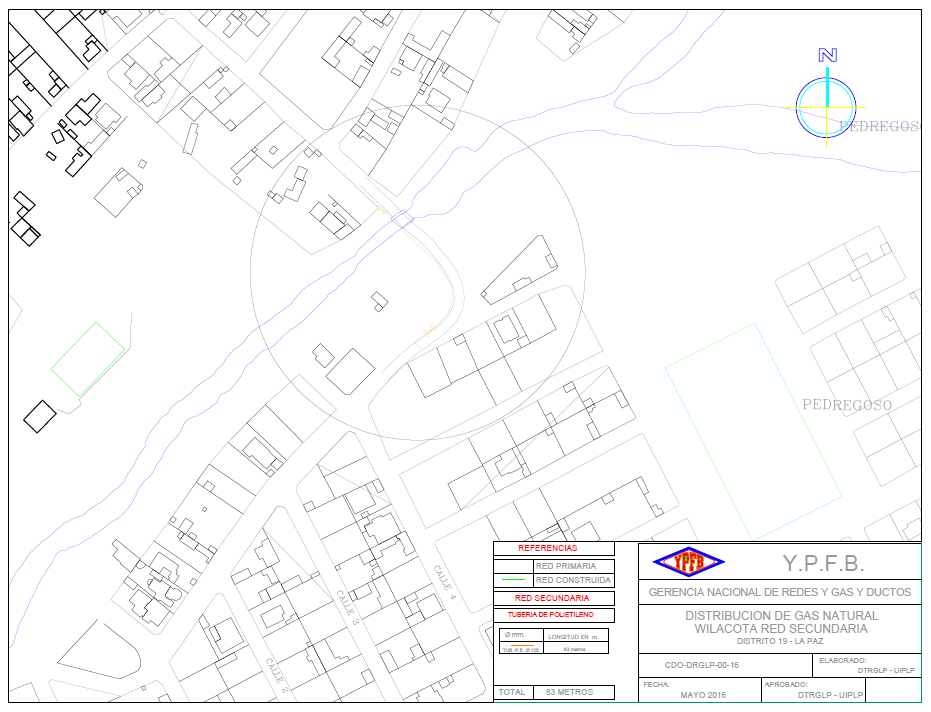 N
PEDREGOS
PEDREGOSO
CALLE 4
CALLE 3
CALLE 2
REFERENCIAS
RED PRIMARIA
RED CONSTRUIDA
RED SECUNDARIA
TUBERIA DE POLIETILENO
Ø mm. LONGITUD EN m.
TUB. P.E. Ø 125 83 metros
TOTAL 83 METROS
YPFB Y.P.F.B.
GERENCIA NACIONAL DE REDES Y GAS Y DUCTOS
DISTRIBUCION DE GAS NATURAL
WILACOTA RED SECUNDARIA
DISTRITO 19 - LA PAZ
CDO-DRGLP-00-16
ELABORADO:
DTRGLP - UIPLP
FECHA:
MAYO 2016
APROBADO:
DTRGLP - UIPLP